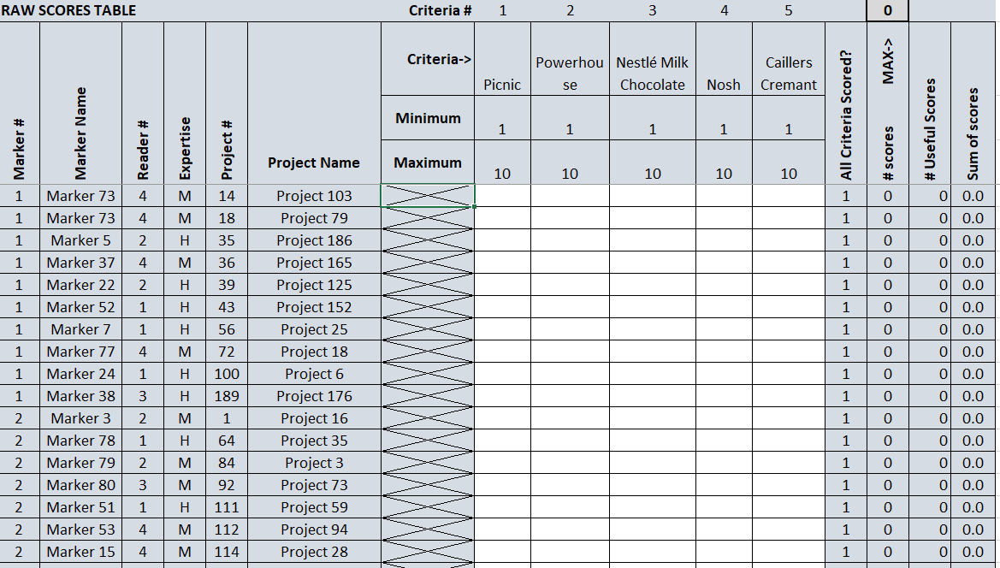 RAW SCORES TABLE Criteria # 1 2 3 4 5 0
Marker # Marker Name Reader # Expertise Project # Project Name Criteria-> Picnic Powerhou
se Nestlé Milk
Chocolate Nosh Caillers
Cremant All Criteria Scored? # scores MAX-> # Useful Scores Sum of scores
Minimum 1 1 1 1 1
Maximum 10 10 10 10 10
1 Marker 73 4 M 14 Project 103 1 0 0 0.0
1 Marker 73 4 M 18 Project 79 1 0 0 0.0
1 Marker 5 2 H 35 Project 186 1 0 0 0.0
1 Marker 37 4 M 36 Project 165 1 0 0 0.0
1 Marker 22 2 H 39 Project 125 1 0 0 0.0
1 Marker 52 1 H 43 Project 152 1 0 0 0.0
1 Marker 7 1 H 56 Project 25 1 0 0 0.0
1 Marker 77 4 M 72 Project 18 1 0 0 0.0
1 Marker 24 1 H 100 Project 6 1 0 0 0.0
1 Marker 38 3 H 189 Project 176 1 0 0 0.0
2 Marker 3 2 M 1 Project 16 1 0 0 0.0
2 Marker 78 1 H 64 Project 35 1 0 0 0.0
2 Marker 79 2 M 84 Project 3 1 0 0 0.0
2 Marker 80 3 M 92 Project 73 1 0 0 0.0
2 Marker 51 1 H 111 Project 59 1 0 0 0.0
2 Marker 53 4 M 112 Project 94 1 0 0 0.0
2 Marker 15 4 M 114 Project 28 1 0 0 0.0